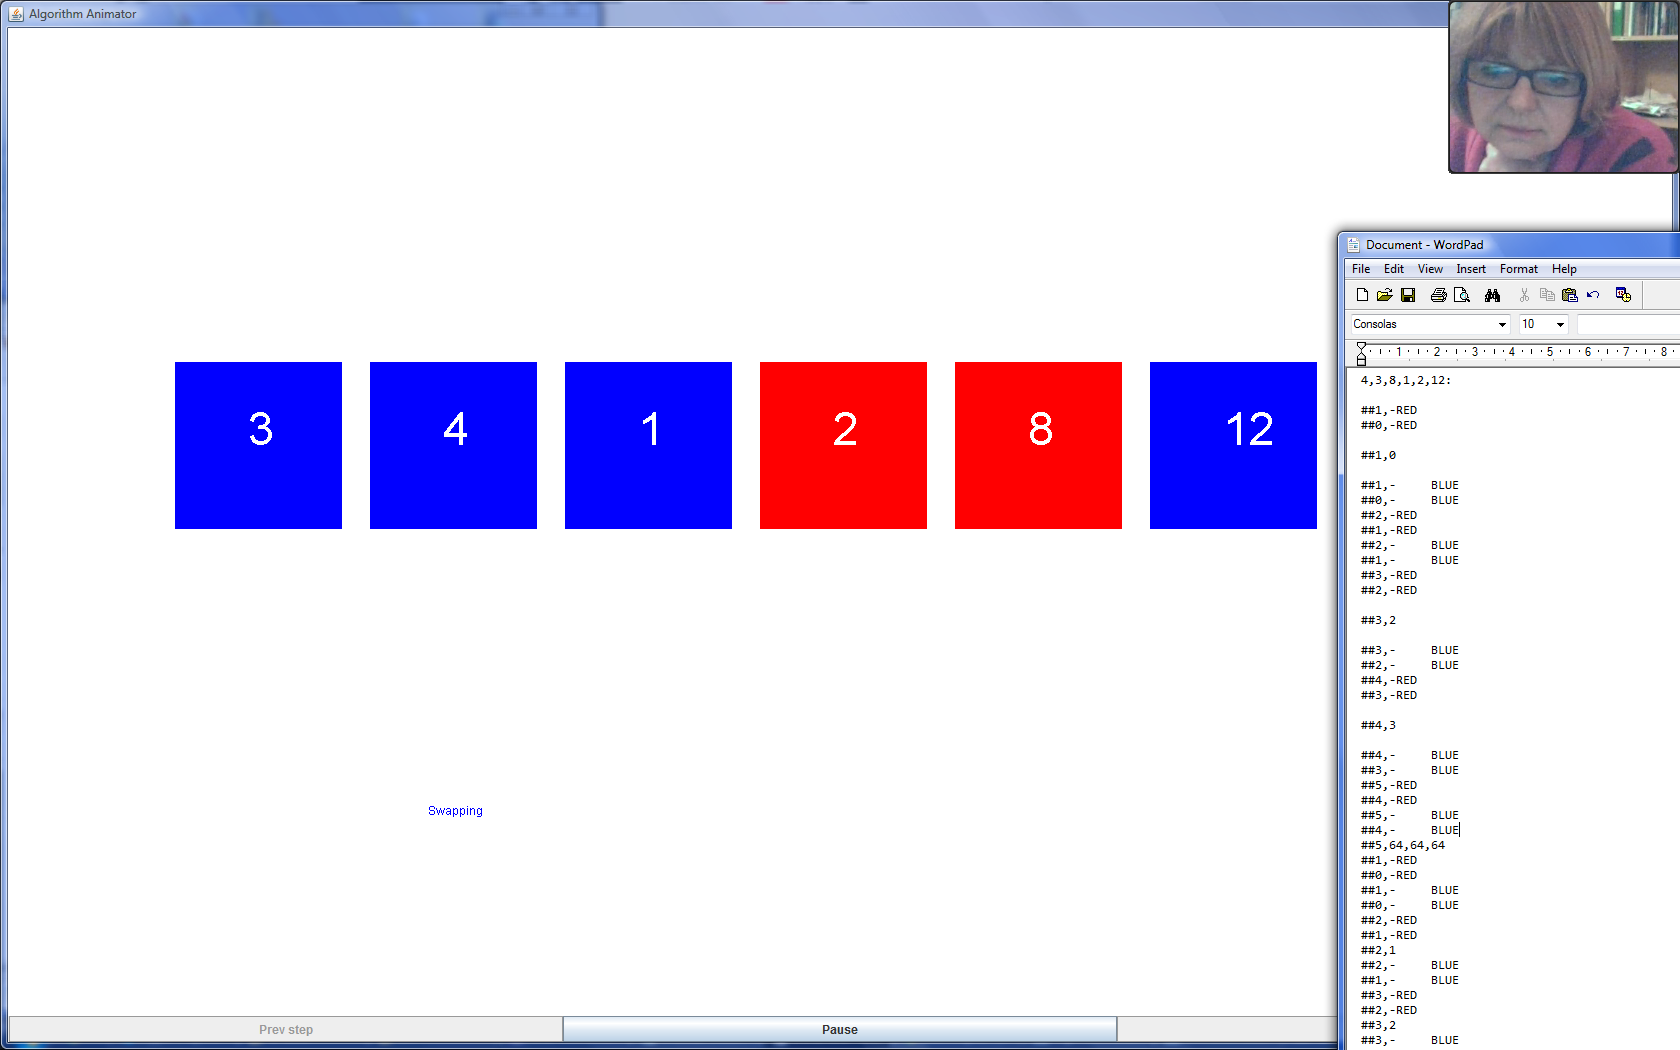 Algorithm Animator
3 4 1 2 8 12
Swapping
Prev step
Pause
Document - WordPad
File Edit View Insert Format Help
Consolas 10
1 2 3 4 5 6 7 8
4,3,8,1,2,12:
##1,-RED
##0,-RED
##1,0
##1,- BLUE
##0,- BLUE
##2,-RED
##1,-RED
##2,- BLUE
##1,- BLUE
##3,-RED
##2,-RED
##3,2
##3,- BLUE
##2,- BLUE
##4,-RED
##3,-RED
##4,3
##4,- BLUE
##3,- BLUE
##5,-RED
##4,-RED
##5,- BLUE
##4,- BLUE
##5,64,64,64
##1,-RED
##0,-RED
##1,- BLUE
##0,- BLUE
##2,-RED
##1,-RED
##2,1
##2,- BLUE
##1,- BLUE
##3,-RED
##2,-RED
##3,2
##3,- BLUE